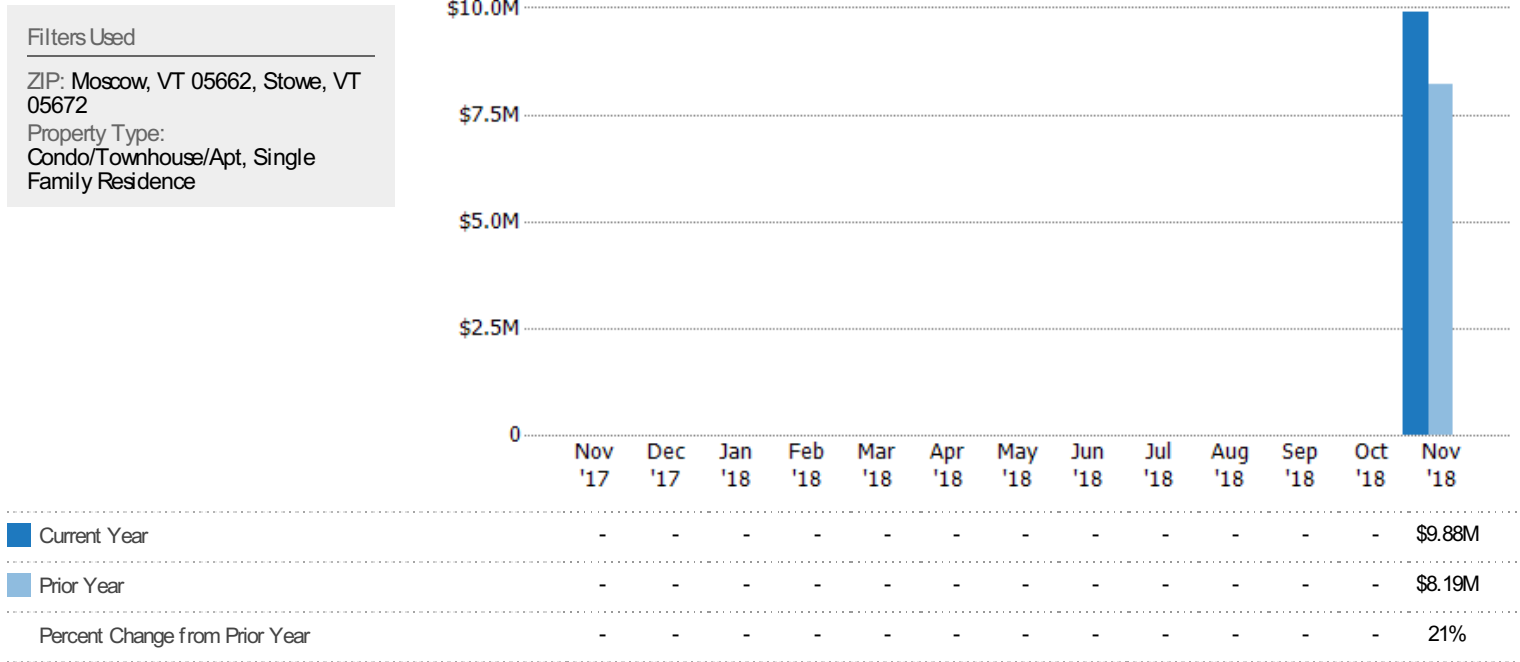 Filters Used
ZIP: Moscow, VT 05662, Stowe, VT
05672
Property Type:
Condo/Townhouse/Apt, Single
Family Residence
$10.0M
$7.5M
$5.0M
$2.5M
0
Nov Dec Jan Feb Mar Apr May Jun Jul Aug Sep Oct Nov
'17 '17 '18 '18 '18 '18 '18 '18 '18 '18 '18 '18 '18
Current Year - - - - - - - - - - - - $9.88M
Prior Year - - - - - - - - - - - - $8.19M
Percent Change from Prior Year - - - - - - - - - - - - 21%